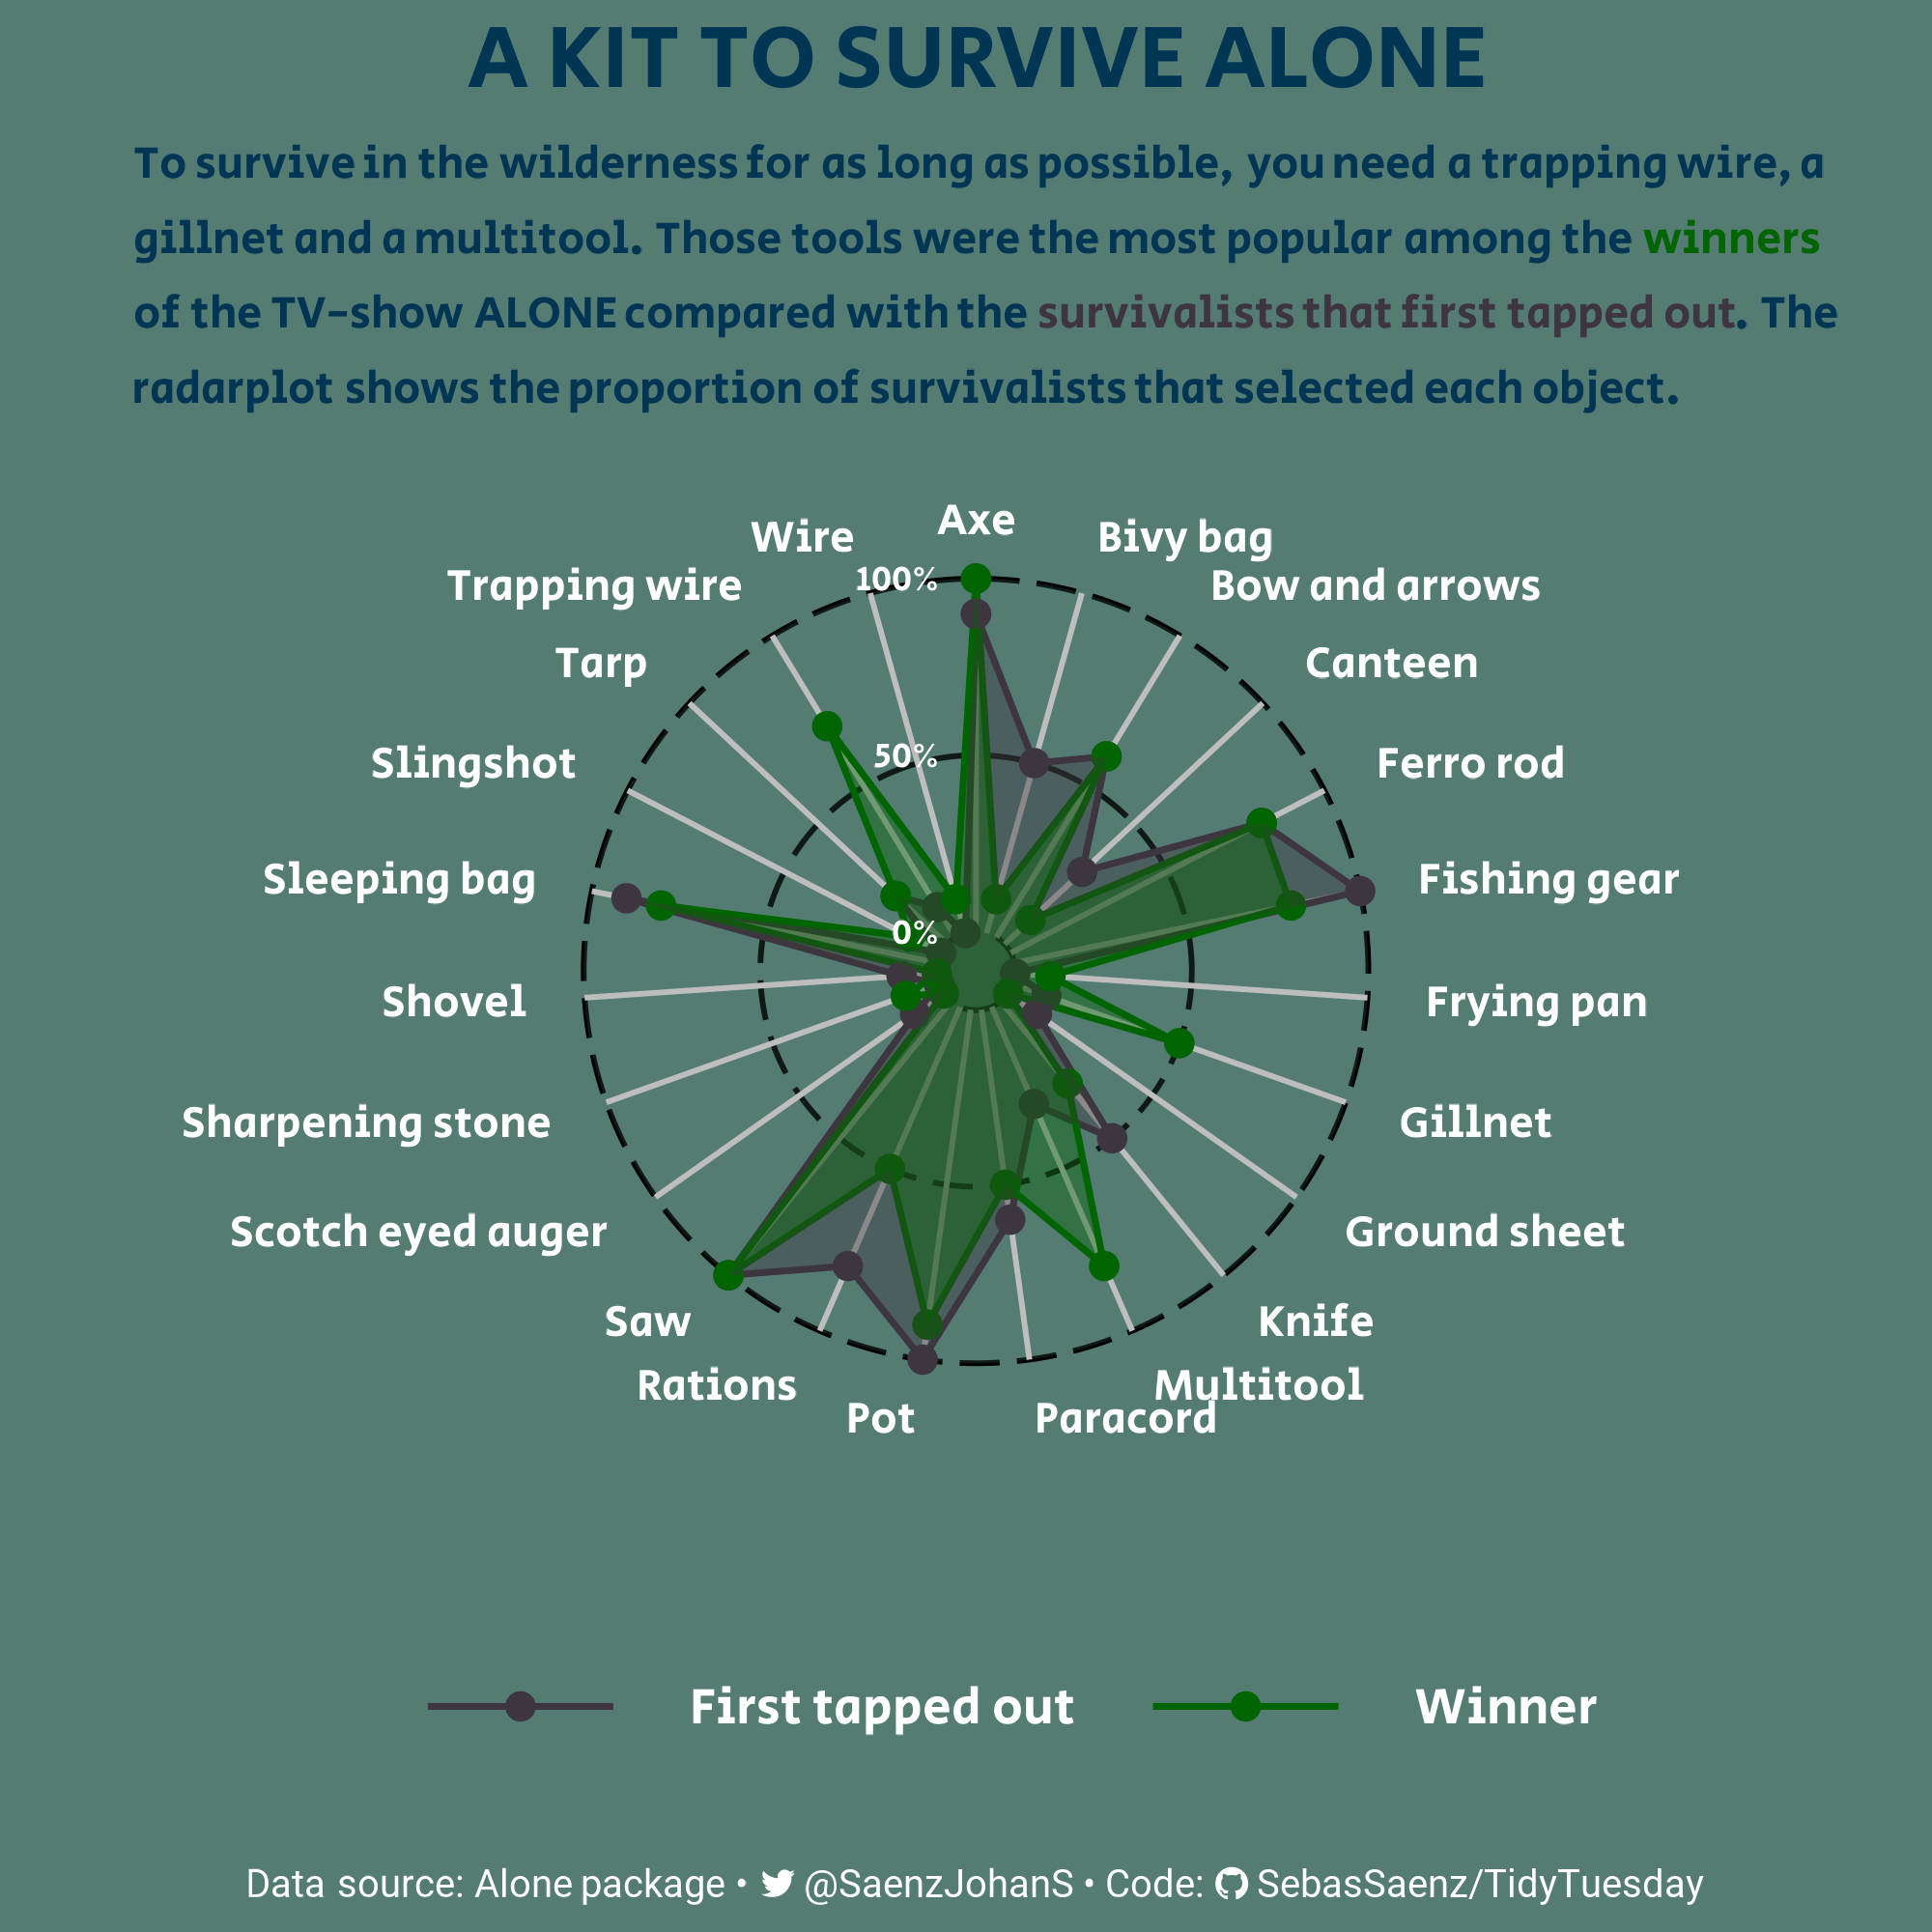 A KIT TO SURVIVE ALONE
To survive in the wilderness for as long as possible, you need a trapping wire, a
gillnet and a multitool. Those tools were the most popular among the winners
of the TV-show ALONE compared with the survivalists that first tapped out. The
radarplot shows the proportion of survivalists that selected each object.
Axe
Wire
Bivy bag
Trapping wire
100%
Bow and arrows
Tarp
Canteen
Slingshot
50%
Ferro rod
Sleeping bag
Fishing gear
0%
Shovel
Frying pan
Sharpening stone
Gillnet
Scotch eyed auger
Ground sheet
Saw
Knife
Rations
Multitool
Pot
Paracord
First tapped out
Winner
Data source: Alone package • @SaenzJohanS • Code: SebasSaenz/TidyTuesday